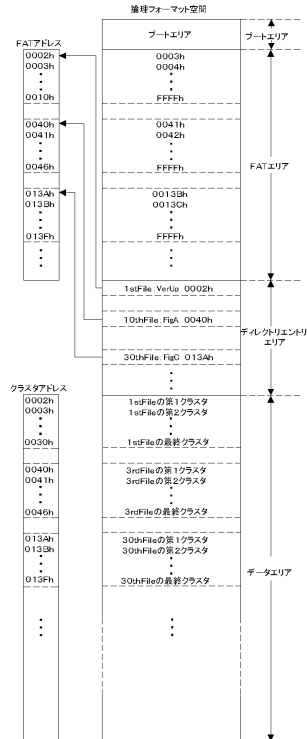 論理フォーマット空間
ブートエリア
ブートエリア
FATアドレス
0002h
0003h
0010h
0040h
0041h
0046h
013Ah
013Bh
013Fh
0003h
0004h
FFFFh
0041h
0042h
FFFFh
0013Bh
0013Ch
FFFFh
FATエリア
1stFile:VerUp 0002h
10thFile:FigA 0040h
30thFile:FigC 013Ah
ディレクトリエントリ
エリア
クラスタアドレス
0002h
0003h
0030h
0040h
0041h
0046h
013Ah
013Bh
013Fh
1stFileの第1クラスタ
1stFileの第2クラスタ
1stFileの最終クラスタ
3rdFileの第1クラスタ
3rdFileの第2クラスタ
3rdFileの最終クラスタ
30thFileの第1クラスタ
30thFileの第2クラスタ
30thFileの最終クラスタ
データエリア